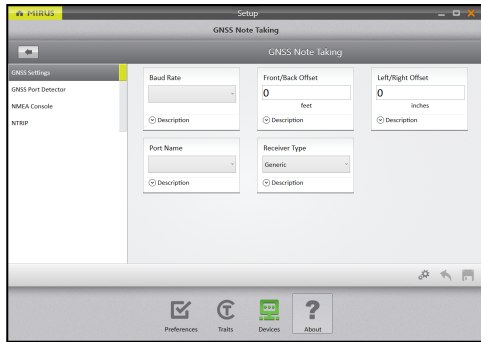 MIRUS
Setup
GNSS Note Taking
GNSS Note Taking
GNSS Settings
GNSS Port Detector
NMEA Console
NTRIP
Baud Rate
Description
Front/Back Offset
0
feet
Description
Left/Right Offset
0
inches
Description
Port Name
Description
Receiver Type
Generic
Description
Preferences
Traits
Devices
About